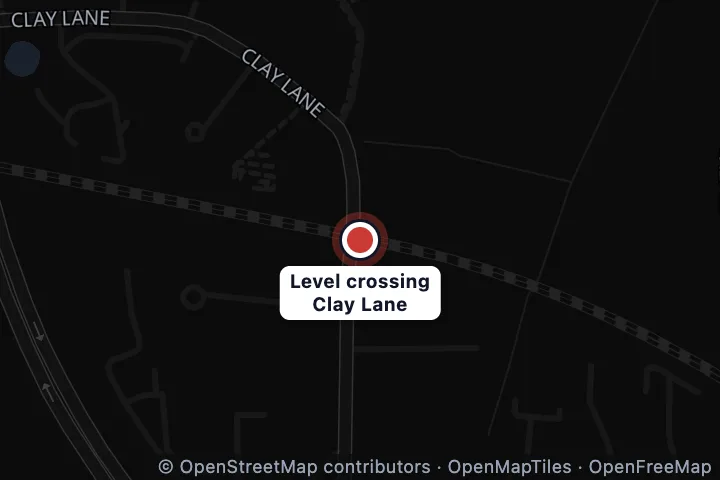 CLAY LANE
CLAY LANE
Level crossing
Clay Lane
© OpenStreetMap contributors · OpenMapTiles · OpenFreeMap